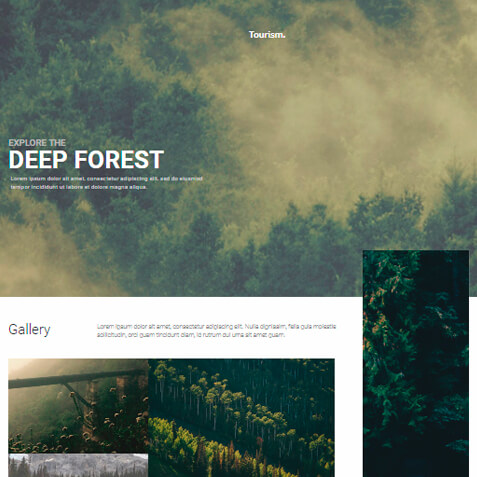 Tourism.
EXPLORE THE
DEEP FOREST
Lorem ipsum dolor sit amet, consectetur adipiscing elit, sed do eiusmod
tempor incididunt ut labore et dolore magna aliqua.
Gallery
Lorem ipsum dolor sit amet, consectetur adipiscing elit. Nulla dignissim, felis quis molestie
sollicitudin, orci quam tincidunt diam, id rutrum dui urna sit amet quam.